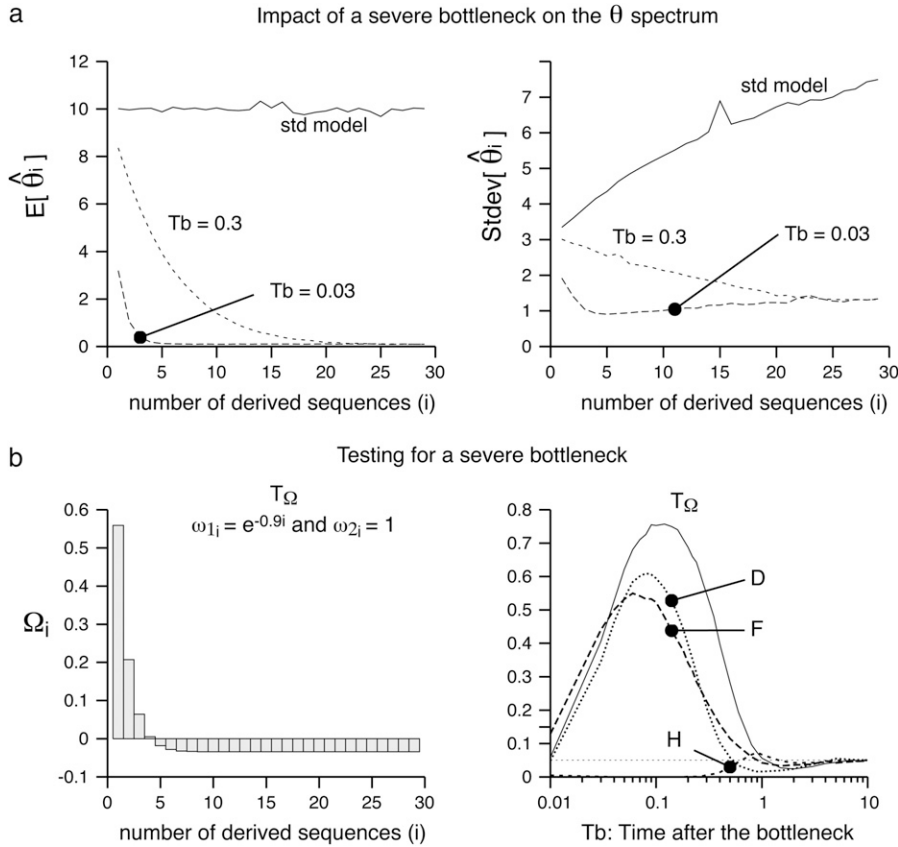 a
Impact of a severe bottleneck on the θ spectrum
12
10
8
6
4
2
0
E[ θ̂i ]
std model
Tb = 0.3
Tb = 0.03
0 5 10 15 20 25 30
number of derived sequences (i)
7
6
5
4
3
2
1
0
Stdev[ θ̂i ]
std model
Tb = 0.03
Tb = 0.3
0 5 10 15 20 25 30
number of derived sequences (i)
b
Testing for a severe bottleneck
0.6
0.5
0.4
0.3
0.2
0.1
0
-0.1
Ωi
TΩ
ω1i = e-0.9i and ω2i = 1
0 5 10 15 20 25 30
number of derived sequences (i)
0.8
0.7
0.6
0.5
0.4
0.3
0.2
0.1
0
TΩ
D
F
H
0.01 0.1 1 10
Tb: Time after the bottleneck